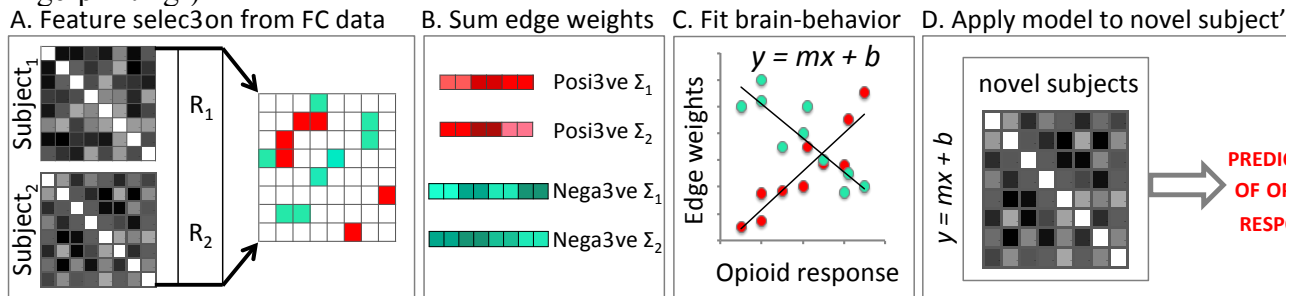 A. Feature selec3on from FC data
Subject1
R1
Subject2
R2
B. Sum edge weights
Posi3ve Σ1
Posi3ve Σ2
Nega3ve Σ1
Nega3ve Σ2
C. Fit brain-behavior
y = mx + b
Edge weights
Opioid response
D. Apply model to novel subject'
novel subjects
y = mx + b